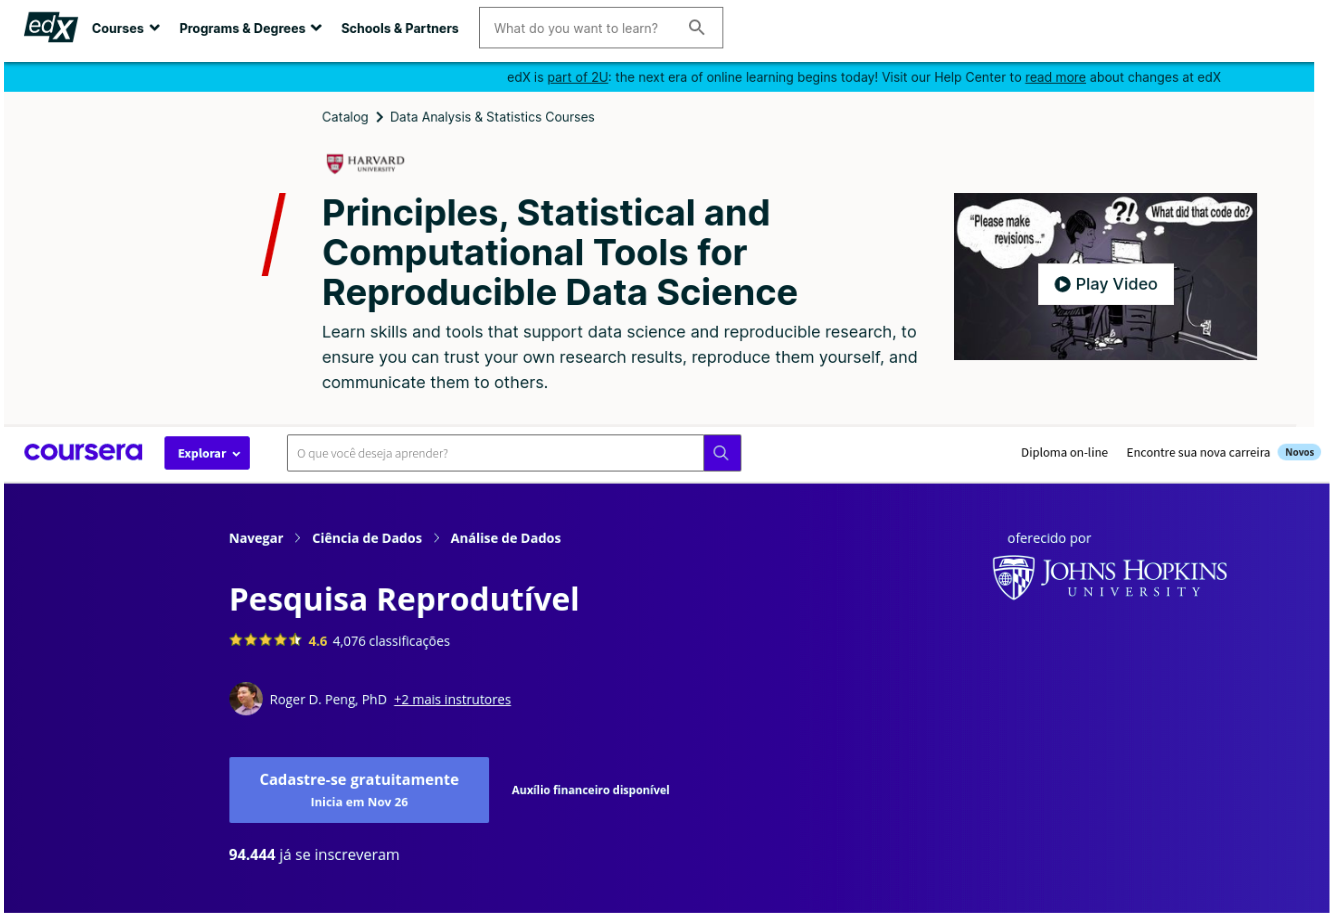 edX Courses Programs & Degrees Schools & Partners What do you want to learn?
edX is part of 2U: the next era of online learning begins today! Visit our Help Center to read more about changes at edX
Catalog Data Analysis & Statistics Courses
HARVARD
UNIVERSITY
Principles, Statistical and
Computational Tools for
Reproducible Data Science
Learn skills and tools that support data science and reproducible research, to
ensure you can trust your own research results, reproduce them yourself, and
communicate them to others.
"Please make
revisions..."
?!
What did that code do?
Play Video
coursera Explorar O que você deseja aprender? Diploma on-line Encontre sua nova carreira Novos
Navegar Ciência de Dados Análise de Dados
oferecido por
JOHNS HOPKINS
UNIVERSITY
Pesquisa Reprodutível
4.6 4,076 classificações
Roger D. Peng, PhD +2 mais instrutores
Cadastre-se gratuitamente
Inicia em Nov 26
Auxílio financeiro disponível
94.444 já se inscreveram